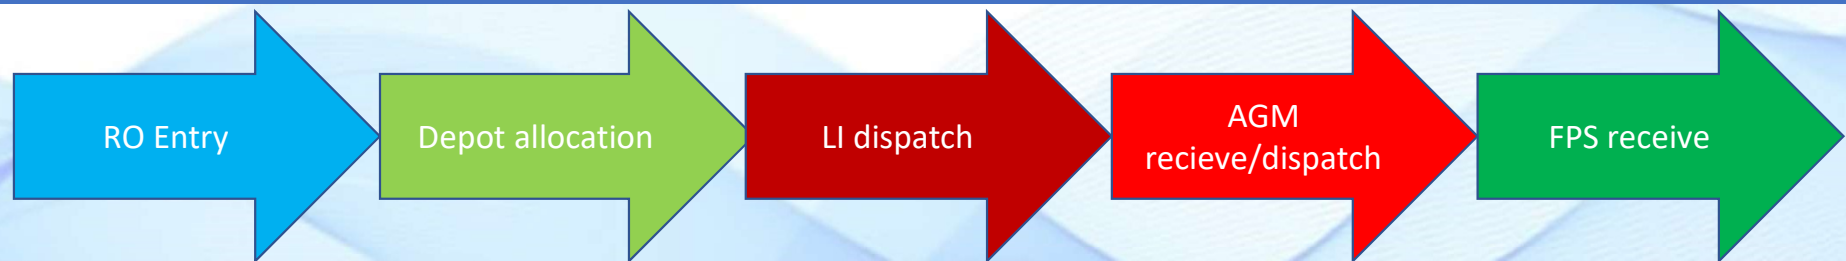 RO Entry
Depot allocation
LI dispatch
AGM
recieve/dispatch
FPS receive